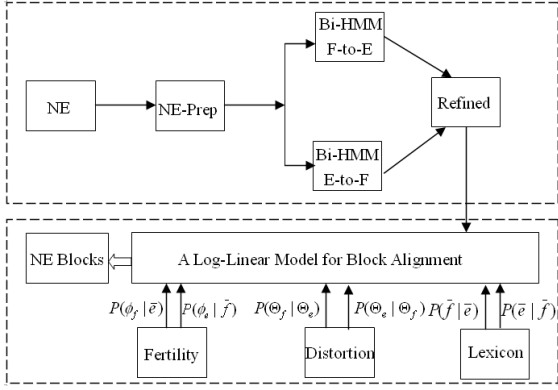 Bi-HMM
F-to-E
NE
NE-Prep
Refined
Bi-HMM
E-to-F
NE Blocks
A Log-Linear Model for Block Alignment
P(ϕ_f | ē)
P(ϕ_e | f̄)
P(Θ_f | Θ_e)
P(Θ_e | Θ_f)
P(f̄ | ē)
P(ē | f̄)
Fertility
Distortion
Lexicon